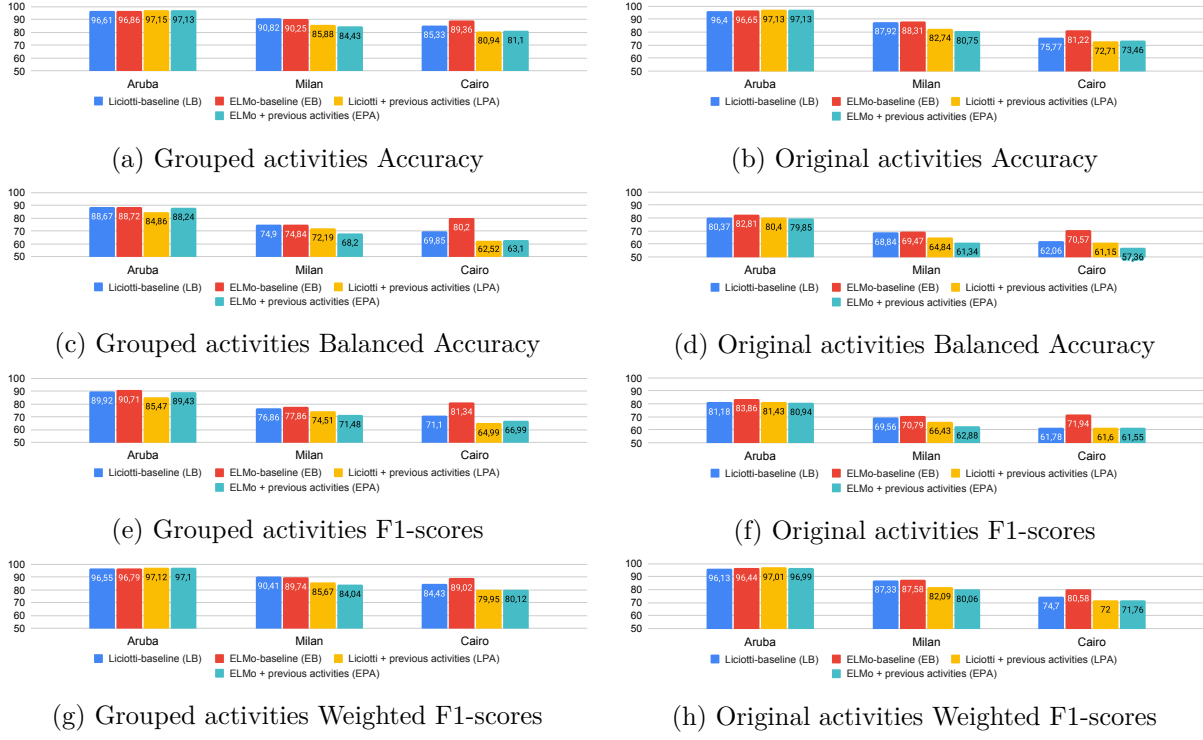 100
90
80
70
60
50
96,61 96,86 97,15 97,13
90,82 90,25 85,88 84,43
85,33 89,36 80,94 81,1
Aruba Milan Cairo
Liciotti-baseline (LB) ELMo-baseline (EB) Liciotti + previous activities (LPA)
ELMo + previous activities (EPA)
(a) Grouped activities Accuracy
100
90
80
70
60
50
96,4 96,65 97,13 97,13
87,92 88,31 82,74 80,75
75,77 81,22 72,71 73,46
Aruba Milan Cairo
Liciotti-baseline (LB) ELMo-baseline (EB) Liciotti + previous activities (LPA)
ELMo + previous activities (EPA)
(b) Original activities Accuracy
100
90
80
70
60
50
88,67 88,72 84,86 88,24
74,9 74,84 72,19 68,2
69,85 80,2 62,52 63,1
Aruba Milan Cairo
Liciotti-baseline (LB) ELMo-baseline (EB) Liciotti + previous activities (LPA)
ELMo + previous activities (EPA)
(c) Grouped activities Balanced Accuracy
100
90
80
70
60
50
80,37 82,81 80,4 79,85
68,84 69,47 64,84 61,34
62,06 70,57 61,15 57,36
Aruba Milan Cairo
Liciotti-baseline (LB) ELMo-baseline (EB) Liciotti + previous activities (LPA)
ELMo + previous activities (EPA)
(d) Original activities Balanced Accuracy
100
90
80
70
60
50
89,92 90,71 85,47 89,43
76,86 77,86 74,51 71,48
71,1 81,34 64,99 66,99
Aruba Milan Cairo
Liciotti-baseline (LB) ELMo-baseline (EB) Liciotti + previous activities (LPA)
ELMo + previous activities (EPA)
(e) Grouped activities F1-scores
100
90
80
70
60
50
81,18 83,86 81,43 80,94
69,56 70,79 66,43 62,88
61,78 71,94 61,6 61,55
Aruba Milan Cairo
Liciotti-baseline (LB) ELMo-baseline (EB) Liciotti + previous activities (LPA)
ELMo + previous activities (EPA)
(f) Original activities F1-scores
100
90
80
70
60
50
96,55 96,79 97,12 97,1
90,41 89,74 85,67 84,04
84,43 89,02 79,95 80,12
Aruba Milan Cairo
Liciotti-baseline (LB) ELMo-baseline (EB) Liciotti + previous activities (LPA)
ELMo + previous activities (EPA)
(g) Grouped activities Weighted F1-scores
100
90
80
70
60
50
96,13 96,44 97,01 96,99
87,33 87,58 82,09 80,06
74,7 80,58 72 71,76
Aruba Milan Cairo
Liciotti-baseline (LB) ELMo-baseline (EB) Liciotti + previous activities (LPA)
ELMo + previous activities (EPA)
(h) Original activities Weighted F1-scores